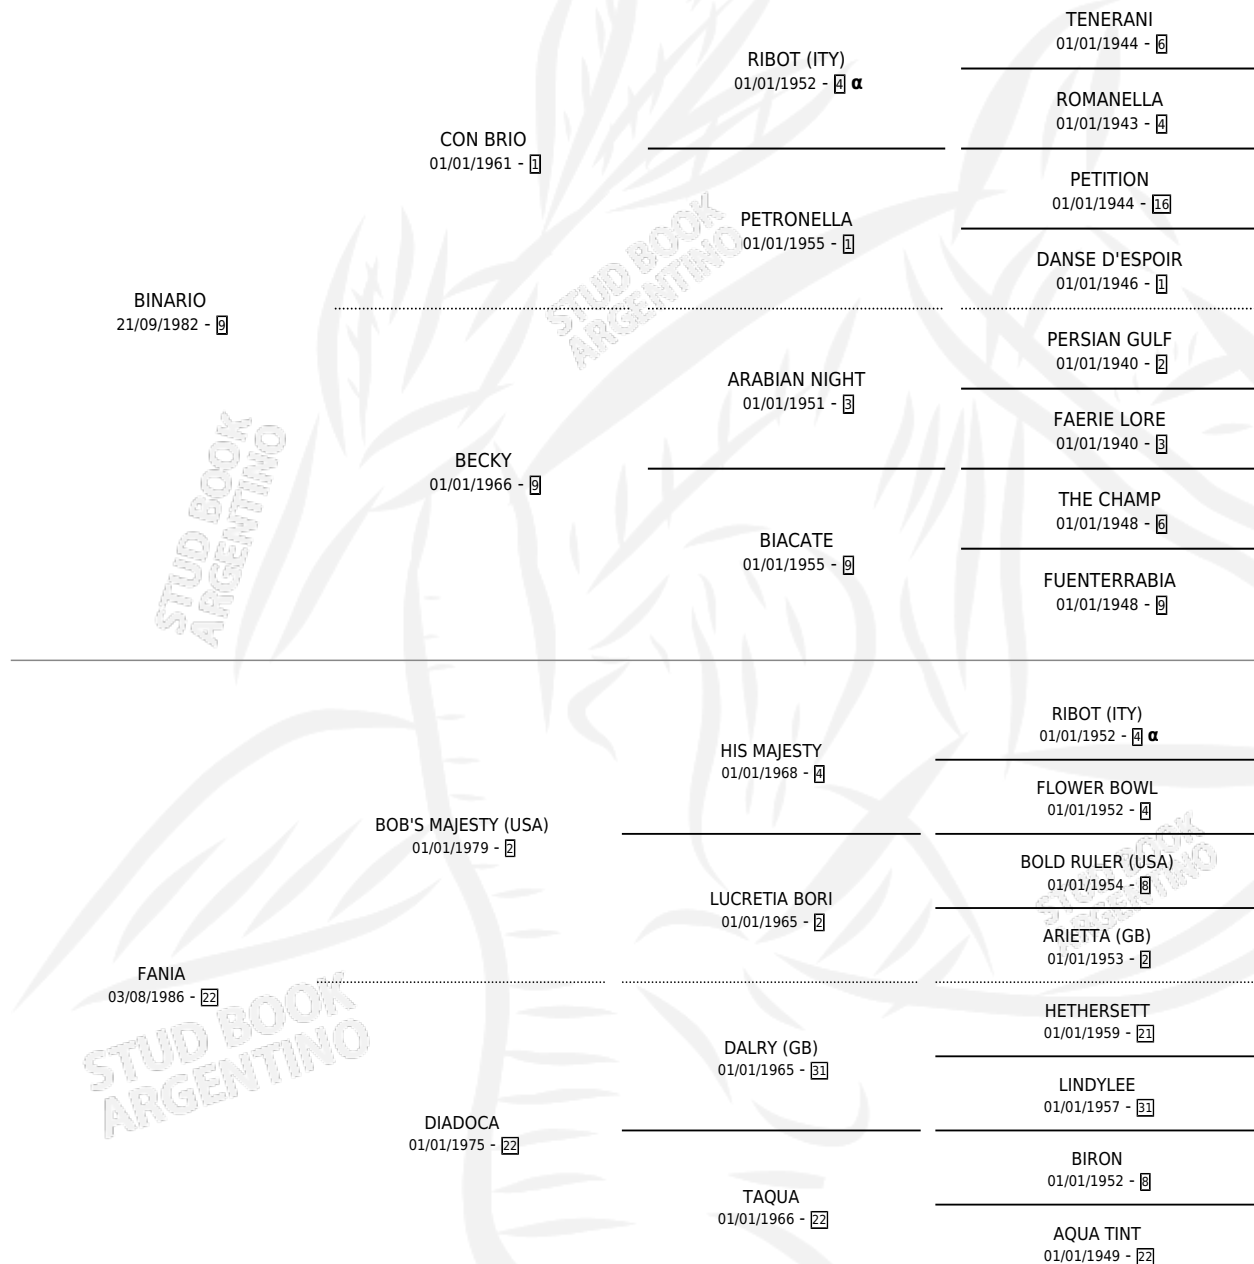 TENERANI
01/01/1944 - 6
RIBOT (ITY)
01/01/1952 - 4 α
ROMANELLA
01/01/1943 - 4
CON BRIO
01/01/1961 - 1
PETITION
01/01/1944 - 16
PETRONELLA
01/01/1955 - 1
DANSE D'ESPOIR
01/01/1946 - 1
BINARIO
21/09/1982 - 9
PERSIAN GULF
01/01/1940 - 2
ARABIAN NIGHT
01/01/1951 - 3
FAERIE LORE
01/01/1940 - 3
BECKY
01/01/1966 - 9
THE CHAMP
01/01/1948 - 6
BIACATE
01/01/1955 - 9
FUENTERRABIA
01/01/1948 - 9
RIBOT (ITY)
01/01/1952 - 4 α
HIS MAJESTY
01/01/1968 - 4
FLOWER BOWL
01/01/1952 - 4
BOB'S MAJESTY (USA)
01/01/1979 - 2
BOLD RULER (USA)
01/01/1954 - 8
LUCRETIA BORI
01/01/1965 - 2
ARIETTA (GB)
01/01/1953 - 2
FANIA
03/08/1986 - 22
HETHERSETT
01/01/1959 - 21
DALRY (GB)
01/01/1965 - 31
LINDYLEE
01/01/1957 - 31
DIADOCA
01/01/1975 - 22
BIRON
01/01/1952 - 8
TAQUA
01/01/1966 - 22
AQUA TINT
01/01/1949 - 22
STUD BOOK
ARGENTINO
STUD BOOK
ARGENTINO
STUD BOOK
ARGENTINO
STUD BOOK
ARGENTINO